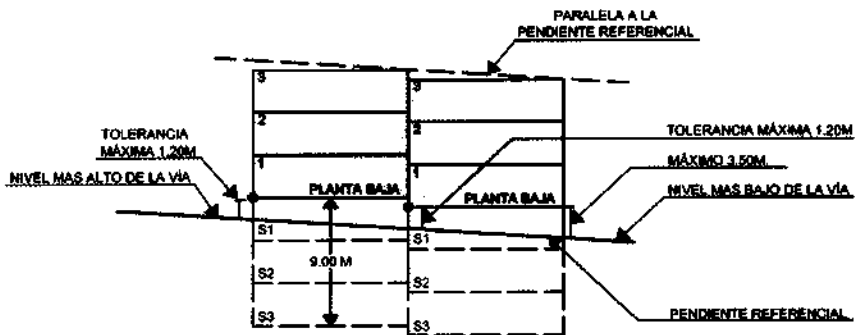 PARALELA A LA
PENDIENTE REFERENCIAL
3
3
2
2
TOLERANCIA
MÁXIMA 1.20M
TOLERANCIA MÁXIMA 1.20M
1
1
MÁXIMO 3.50M.
NIVEL MAS ALTO DE LA VÍA
PLANTA BAJA
PLANTA BAJA
NIVEL MAS BAJO DE LA VÍA
S1
S1
9.00 M
S2
S2
S3
S3
PENDIENTE REFERENCIAL